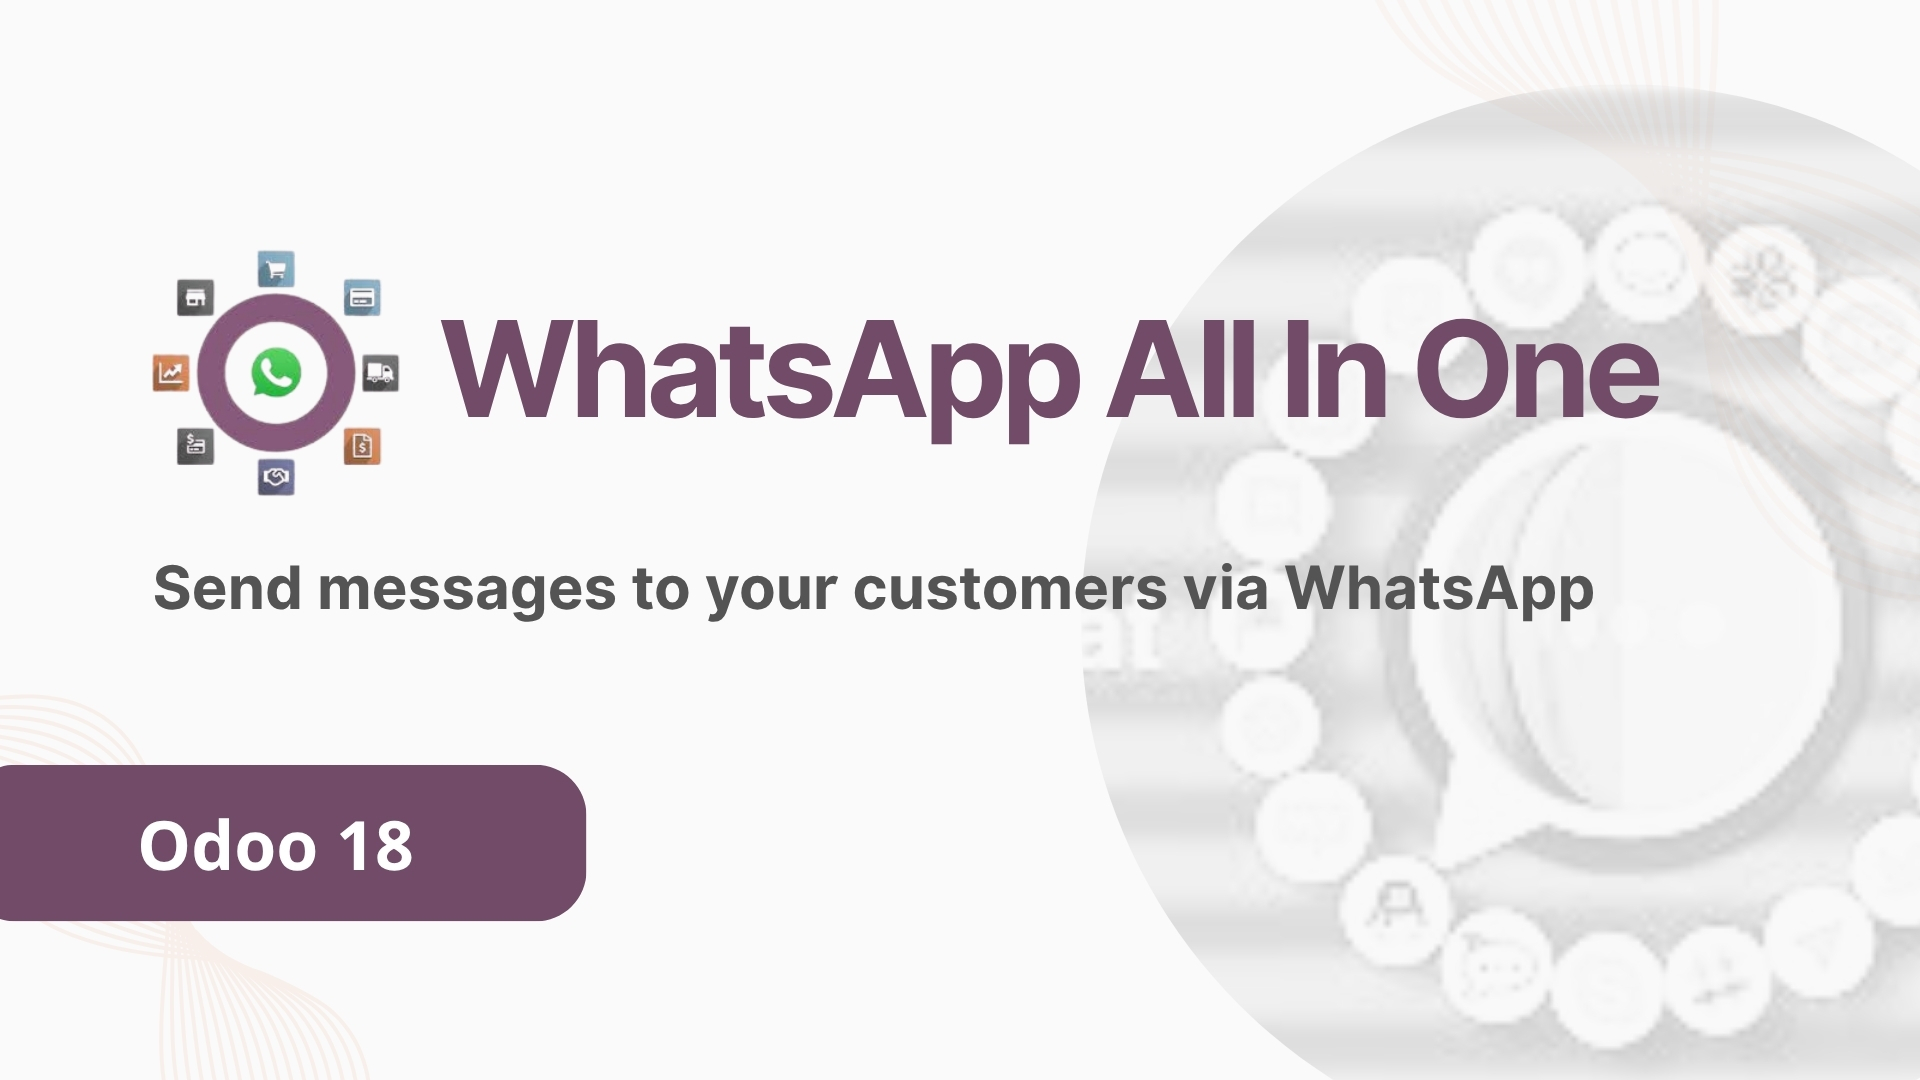 WhatsApp All In One
Send messages to your customers via WhatsApp
Odoo 18